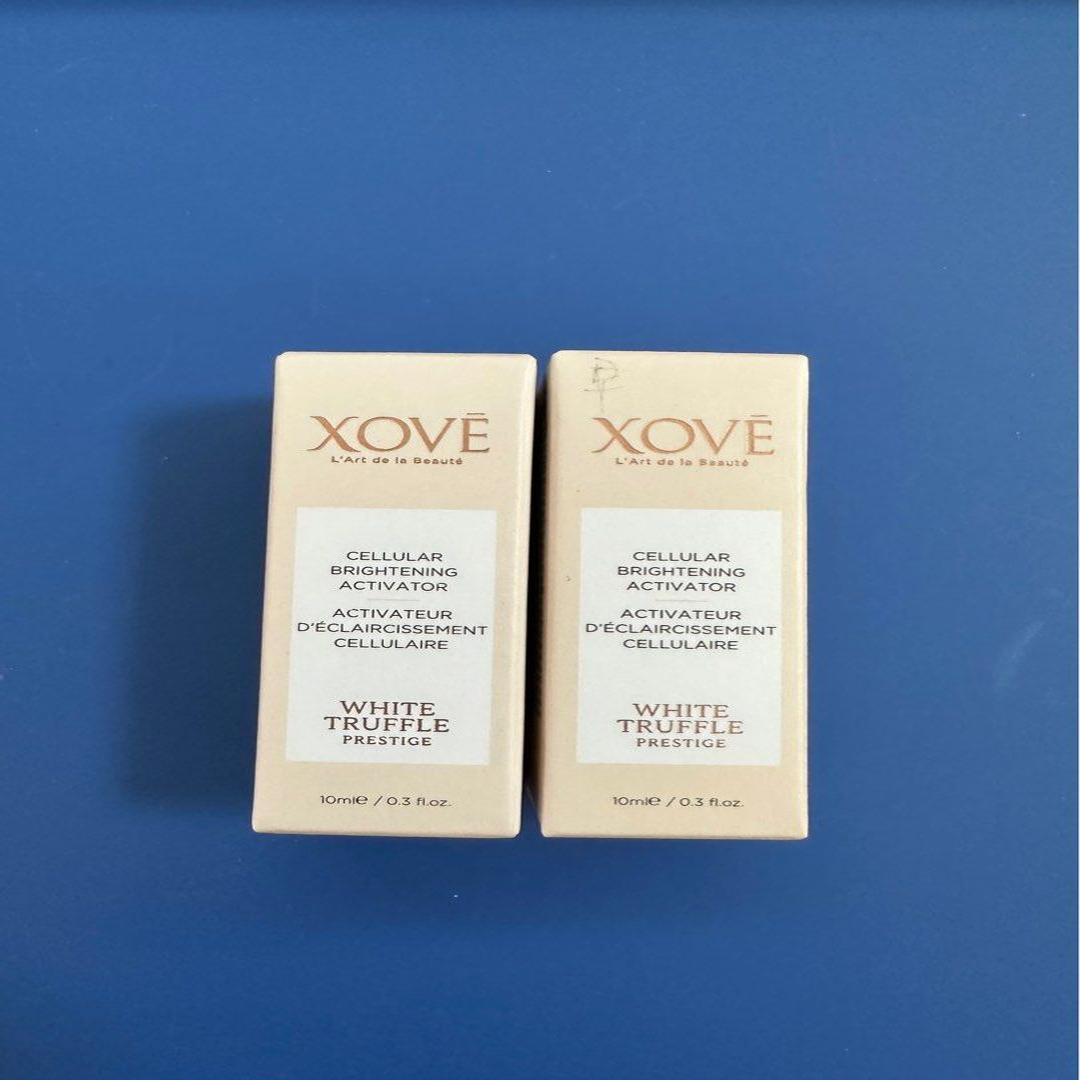 XOVĒ
L'Art de la Beauté
CELLULAR
BRIGHTENING
ACTIVATOR
ACTIVATEUR
D'ÉCLAIRCISSEMENT
CELLULAIRE
WHITE
TRUFFLE
PRESTIGE
10ml℮ / 0.3 fl.oz.
XOVĒ
L'Art de la Beauté
CELLULAR
BRIGHTENING
ACTIVATOR
ACTIVATEUR
D'ÉCLAIRCISSEMENT
CELLULAIRE
WHITE
TRUFFLE
PRESTIGE
10ml℮ / 0.3 fl.oz.